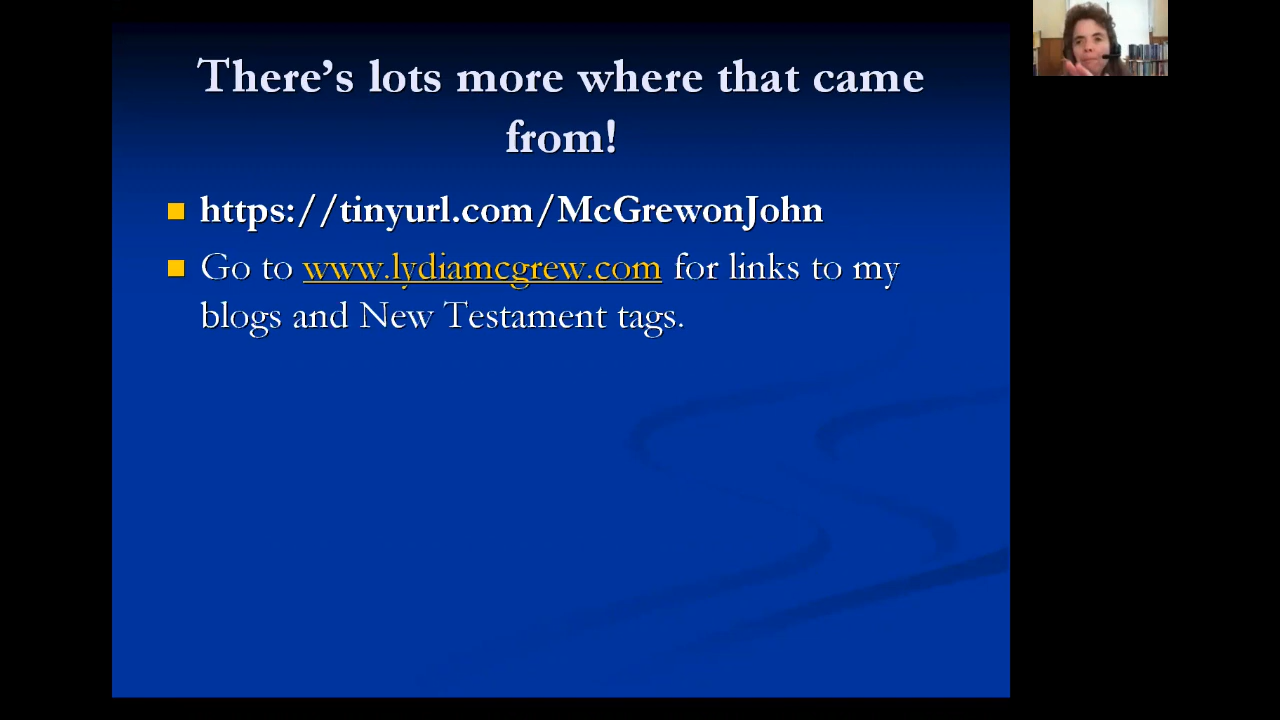 There’s lots more where that came
from!
https://tinyurl.com/McGrewonJohn
Go to www.lydiamcgrew.com for links to my
blogs and New Testament tags.